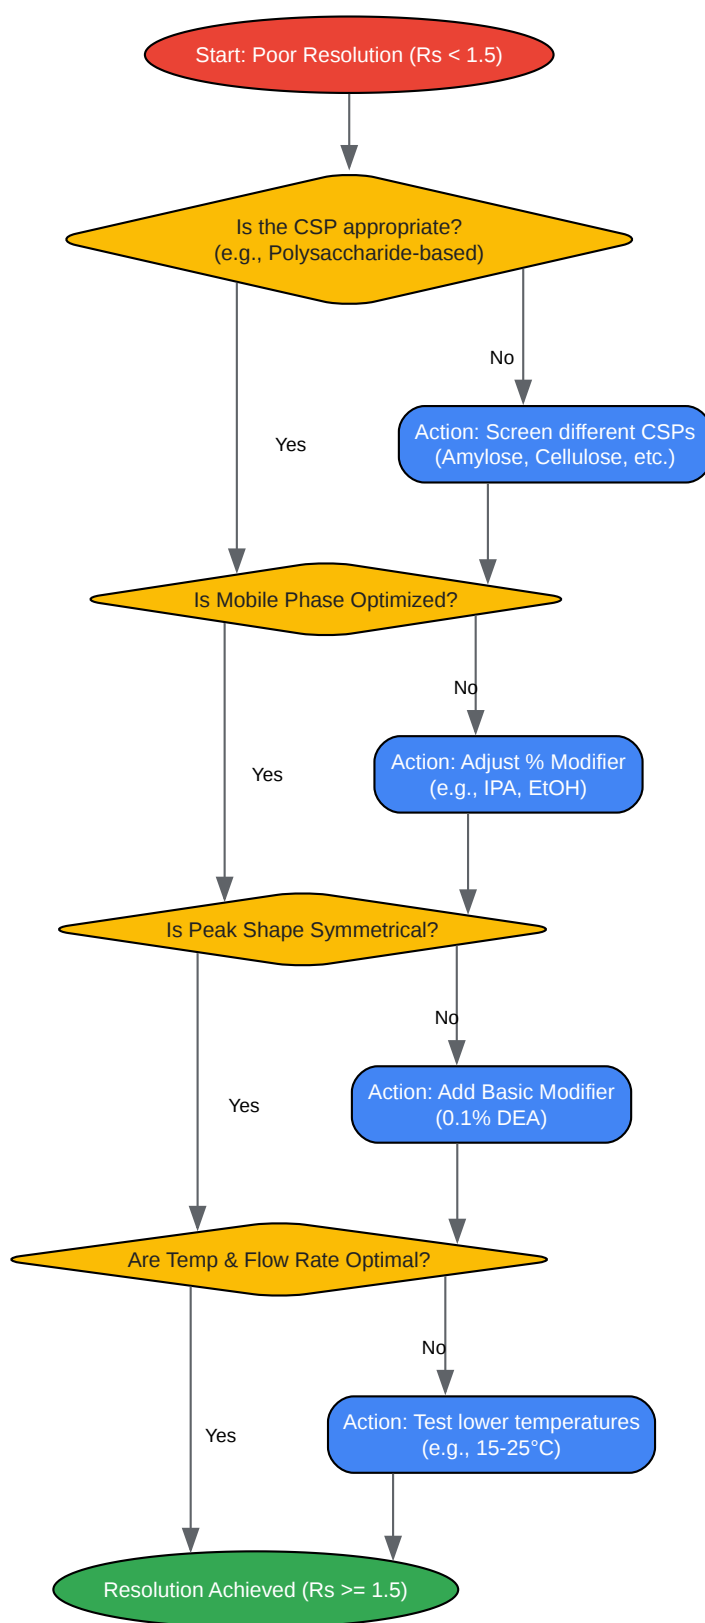 Start: Poor Resolution (Rs < 1.5)
Is the CSP appropriate?
(e.g., Polysaccharide-based)
No
Action: Screen different CSPs
(Amylose, Cellulose, etc.)
Yes
Is Mobile Phase Optimized?
No
Action: Adjust % Modifier
(e.g., IPA, EtOH)
Yes
Is Peak Shape Symmetrical?
No
Action: Add Basic Modifier
(0.1% DEA)
Yes
Are Temp & Flow Rate Optimal?
No
Action: Test lower temperatures
(e.g., 15-25°C)
Yes
Resolution Achieved (Rs >= 1.5)